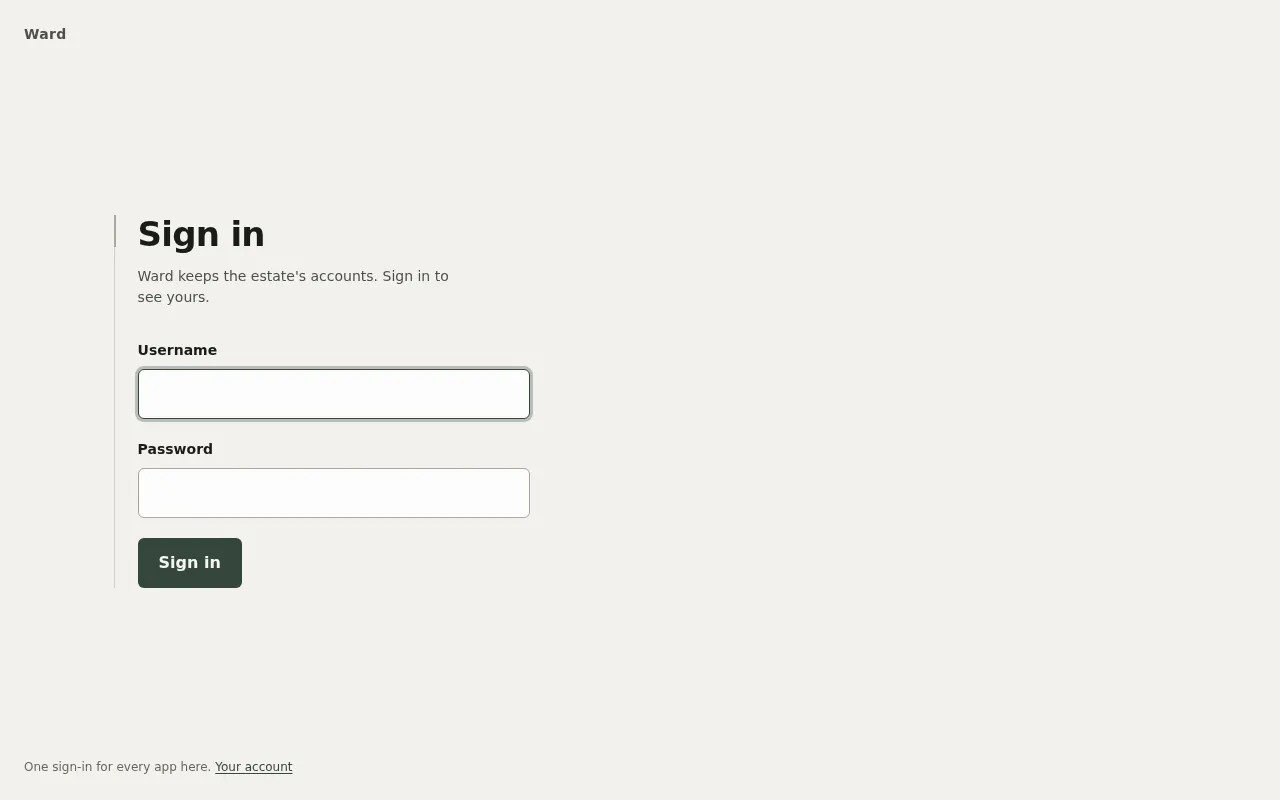 Ward
Sign in
Ward keeps the estate's accounts. Sign in to
see yours.
Username
Password
Sign in
One sign-in for every app here. Your account